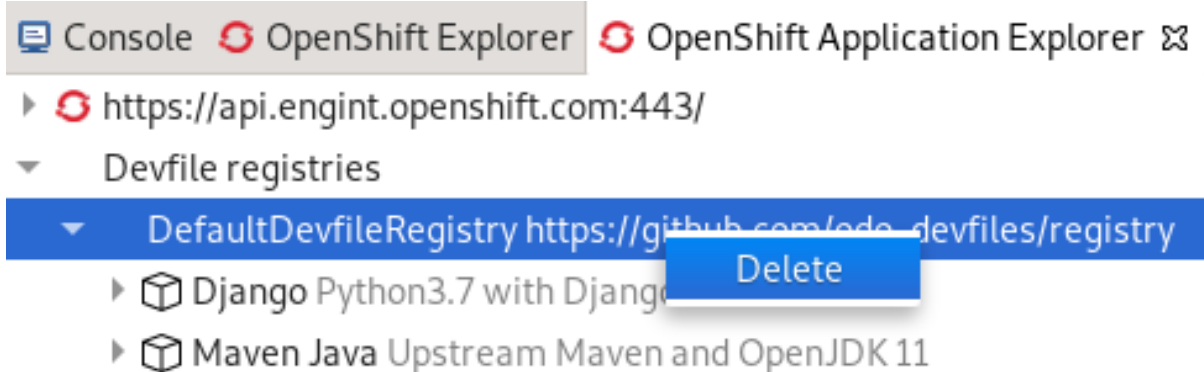 Console OpenShift Explorer OpenShift Application Explorer
https://api.engint.openshift.com:443/
Devfile registries
DefaultDevfileRegistry https://github.com/odo-devfiles/registry
Delete
Django Python3.7 with Django
Maven Java Upstream Maven and OpenJDK 11